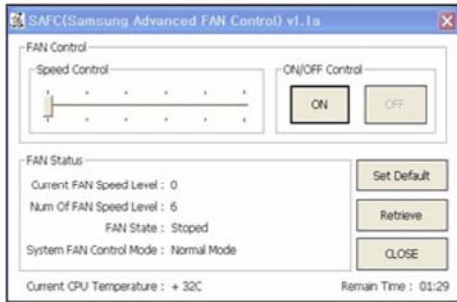 SAFC(Samsung Advanced FAN Control) v1.1a
FAN Control
Speed Control
ON/OFF Control
ON
OFF
FAN Status
Current FAN Speed Level : 0
Num Of FAN Speed Level : 6
FAN State : Stoped
System FAN Control Mode : Normal Mode
Set Default
Retrieve
CLOSE
Current CPU Temperature : + 32C
Remain Time : 01:29